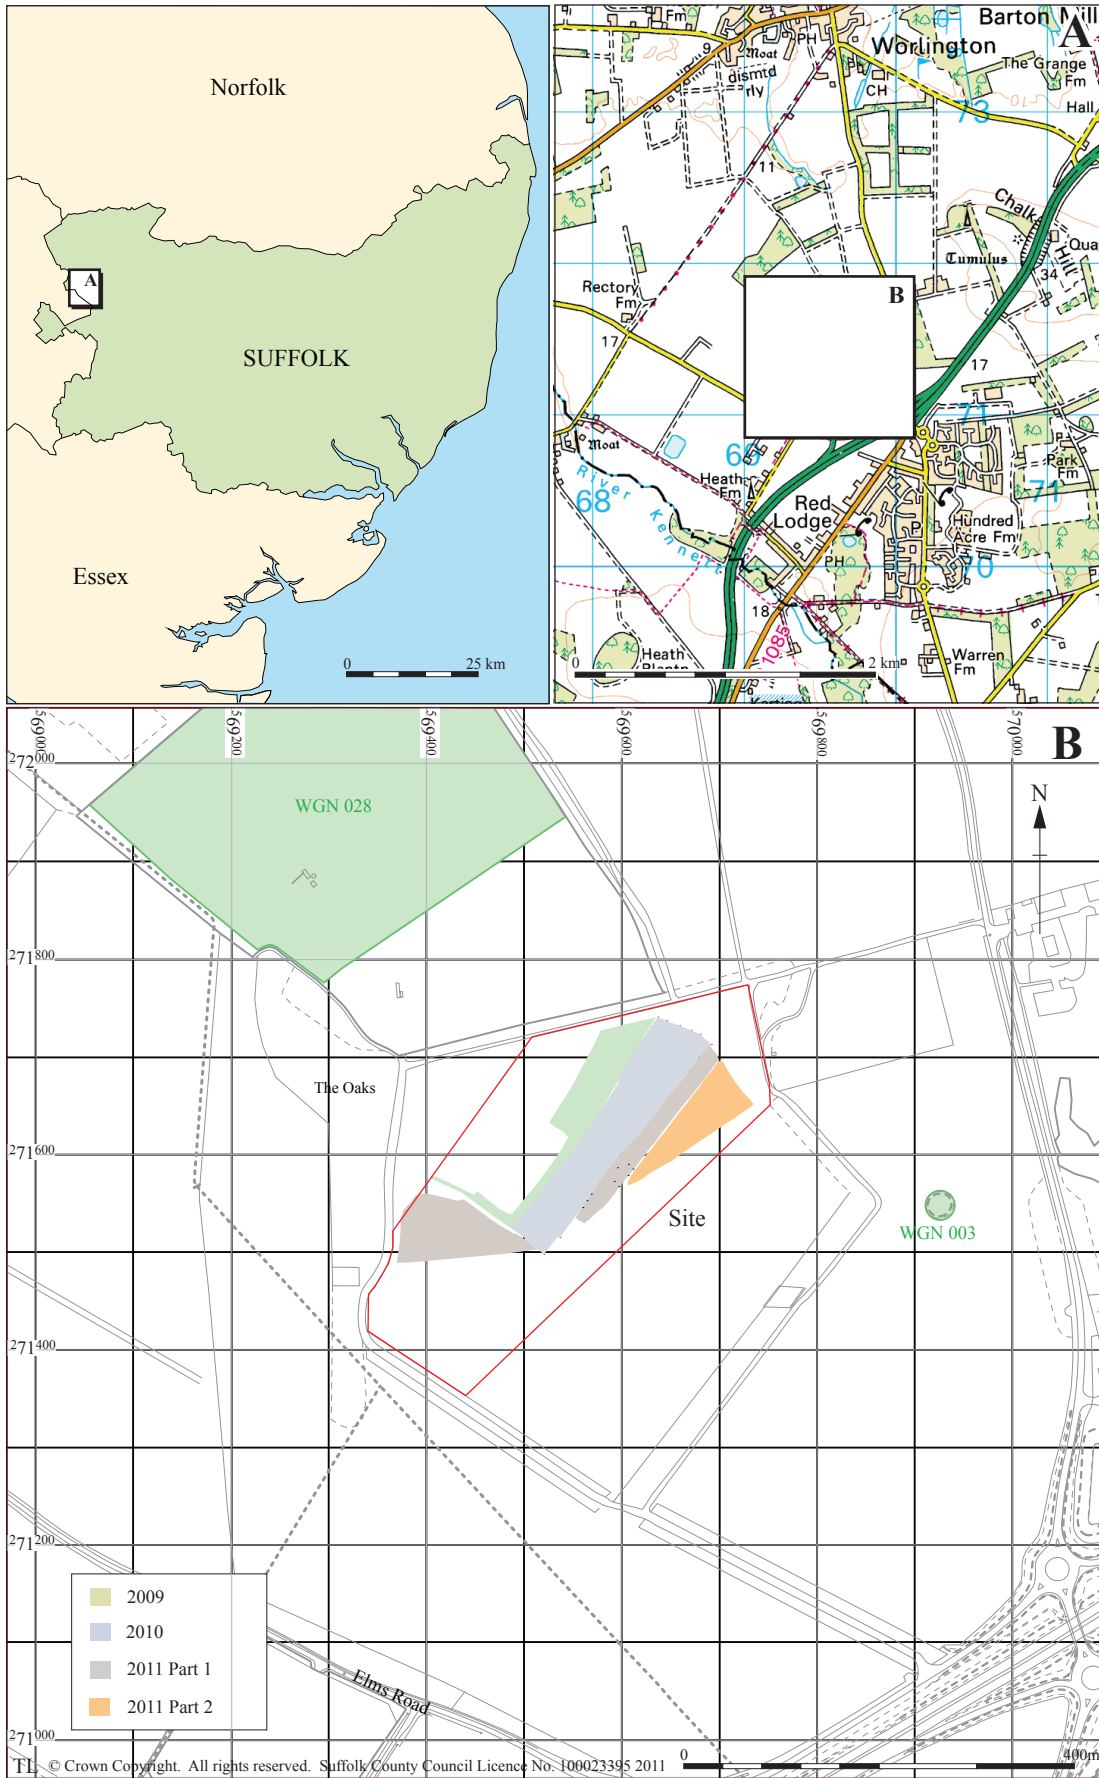 Norfolk
SUFFOLK
Essex
A
0
25 km
A
Fm
Barton Mill
PH
Worlington
9
Moat
dismtd
rly
The Grange
Fm
CH
Hall
73
11
Chalk
Hill
Qua
Tumulus
34
Rectory
Fm
B
17
17
71
Moat
69
Park
Fm
71
River Kennett
68
Heath
Fm
Red
Lodge
P
Hundred
Acre Fm
PH
70
18
1085
Heath
Plantn
Warren
Fm
0
2 km
B
569000
569200
569400
569600
569800
570000
272000
WGN 028
N
271800
The Oaks
271600
Site
WGN 003
271400
271200
2009
2010
2011 Part 1
2011 Part 2
Elms Road
271000
TL © Crown Copyright. All rights reserved. Suffolk County Council Licence No. 100023395 2011
0
400m